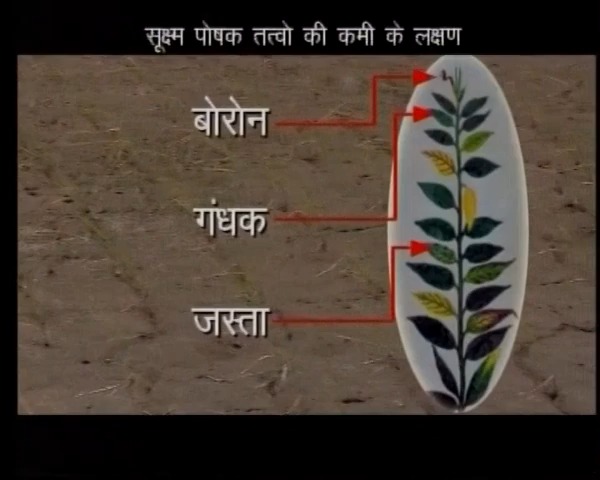 सूक्ष्म पोषक तत्वो की कमी के लक्षण
बोरोन
गंधक
जस्ता